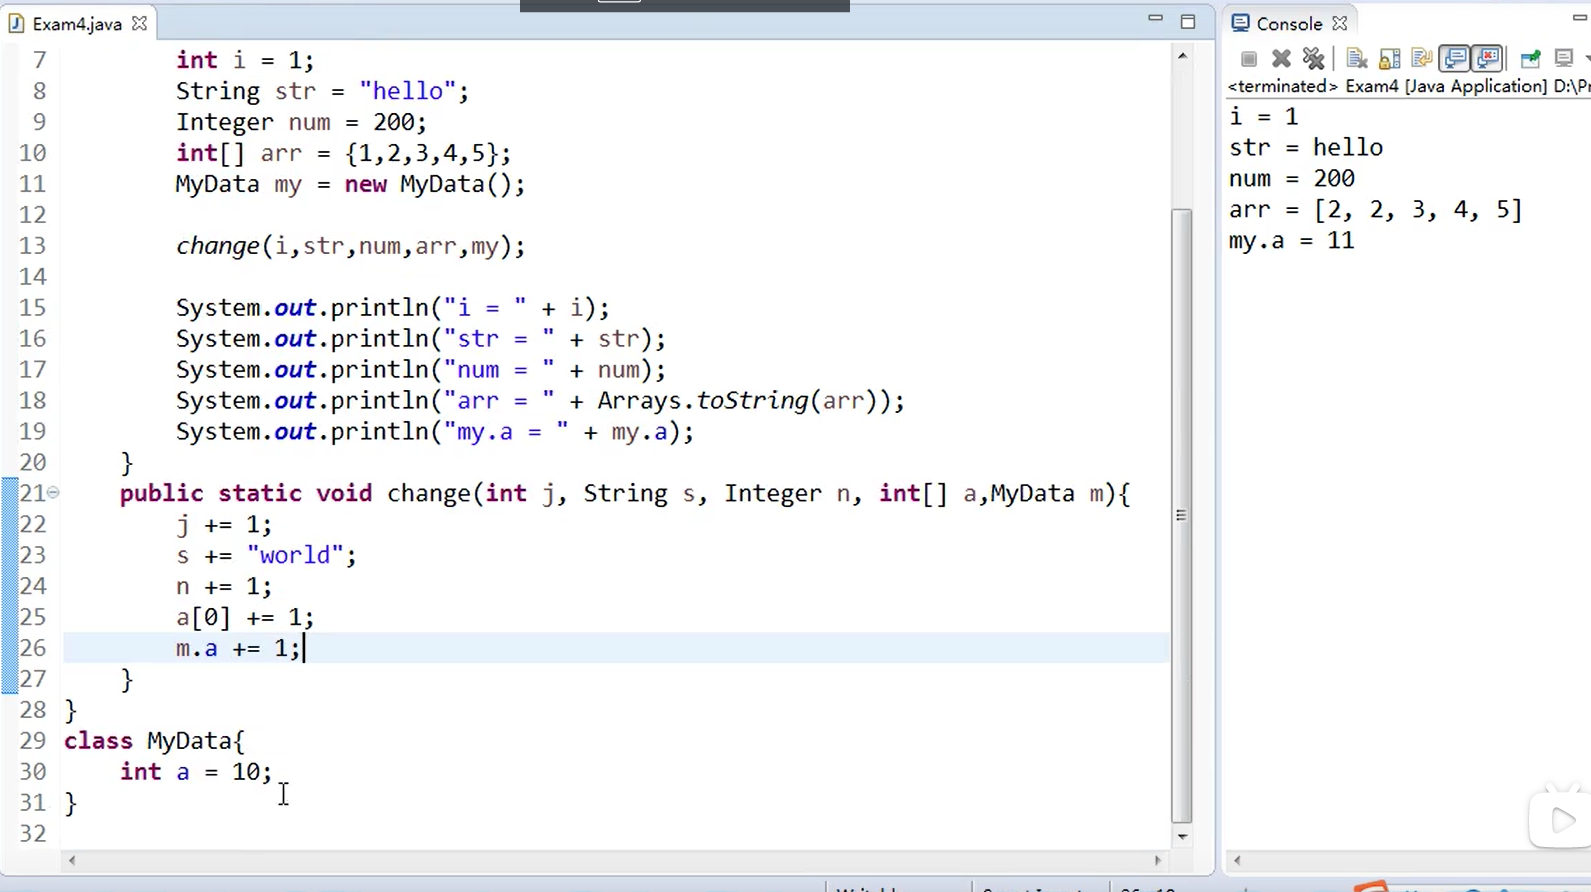 Exam4.java
7 int i = 1;
8 String str = "hello";
9 Integer num = 200;
10 int[] arr = {1,2,3,4,5};
11 MyData my = new MyData();
12
13 change(i,str,num,arr,my);
14
15 System.out.println("i = " + i);
16 System.out.println("str = " + str);
17 System.out.println("num = " + num);
18 System.out.println("arr = " + Arrays.toString(arr));
19 System.out.println("my.a = " + my.a);
20 }
21 public static void change(int j, String s, Integer n, int[] a,MyData m){
22 j += 1;
23 s += "world";
24 n += 1;
25 a[0] += 1;
26 m.a += 1;
27 }
28 }
29 class MyData{
30 int a = 10;
31 }
32
Console
<terminated> Exam4 [Java Application] D:\Pr
i = 1
str = hello
num = 200
arr = [2, 2, 3, 4, 5]
my.a = 11